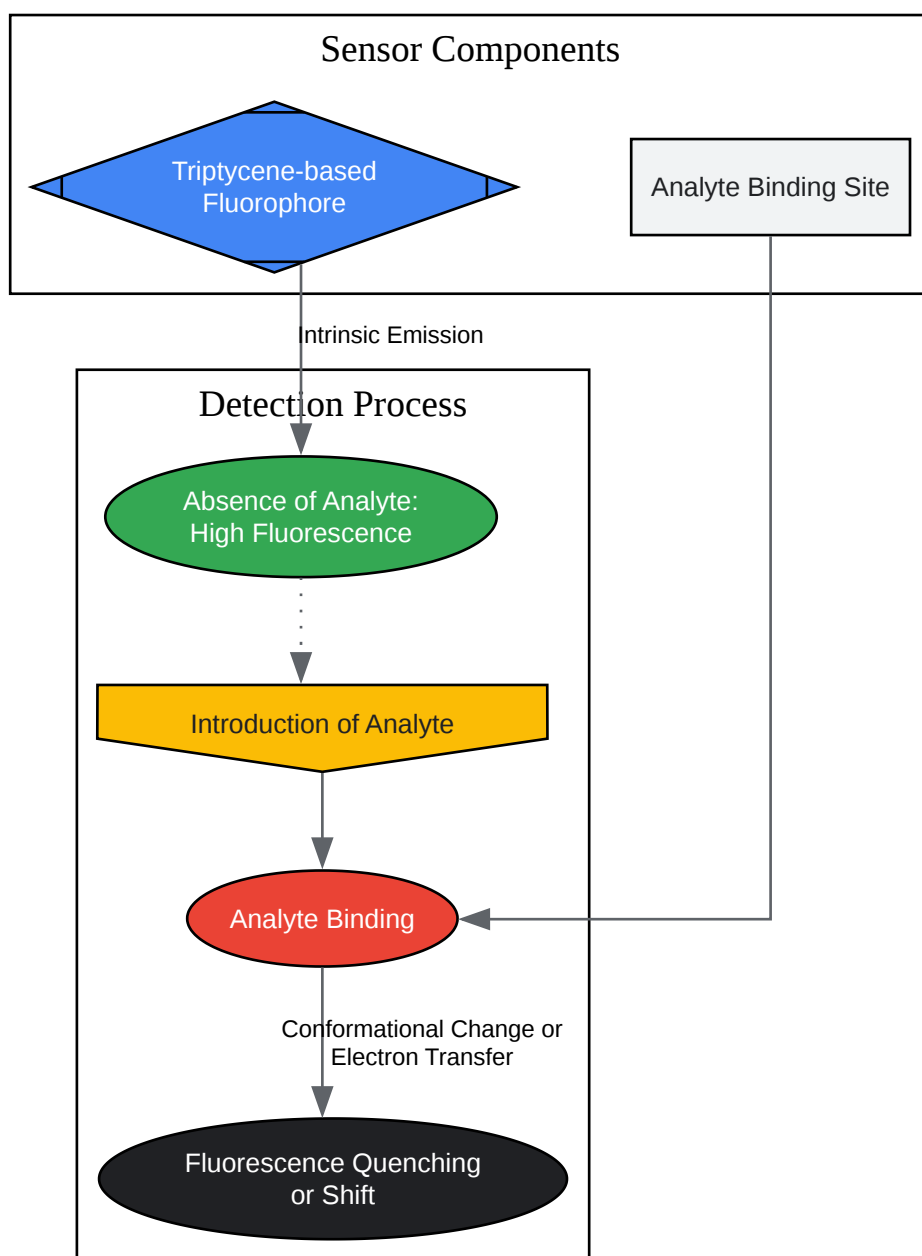 Sensor Components
Triptycene-based
Fluorophore
Analyte Binding Site
Intrinsic Emission
Detection Process
Absence of Analyte:
High Fluorescence
Introduction of Analyte
Analyte Binding
Conformational Change or
Electron Transfer
Fluorescence Quenching
or Shift